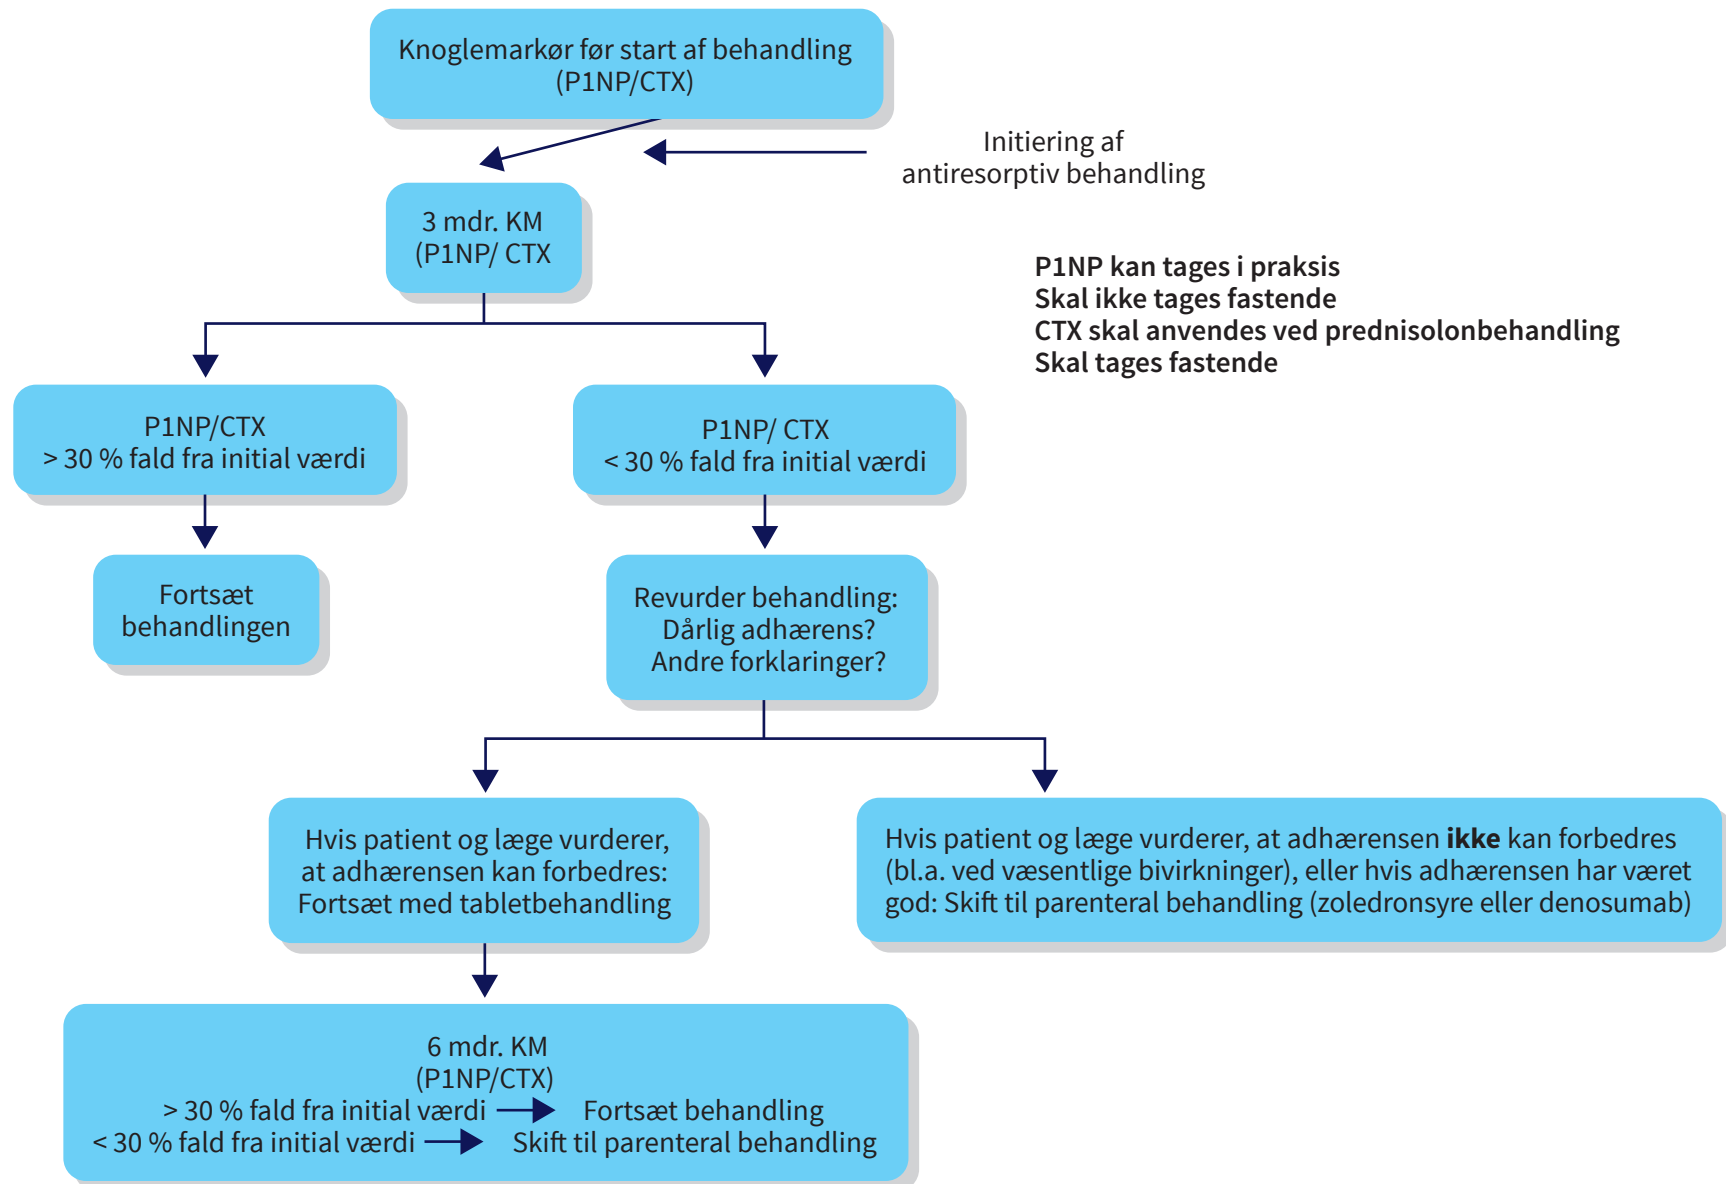 Knoglemarkør før start af behandling
(P1NP/CTX)
Initiering af
antiresorptiv behandling
3 mdr. KM
(P1NP/ CTX
P1NP kan tages i praksis
Skal ikke tages fastende
CTX skal anvendes ved prednisolonbehandling
Skal tages fastende
P1NP/CTX
> 30 % fald fra initial værdi
P1NP/ CTX
< 30 % fald fra initial værdi
Fortsæt
behandlingen
Revurder behandling:
Dårlig adhærens?
Andre forklaringer?
Hvis patient og læge vurderer,
at adhærensen kan forbedres:
Fortsæt med tabletbehandling
Hvis patient og læge vurderer, at adhærensen ikke kan forbedres
(bl.a. ved væsentlige bivirkninger), eller hvis adhærensen har været
god: Skift til parenteral behandling (zoledronsyre eller denosumab)
6 mdr. KM
(P1NP/CTX)
> 30 % fald fra initial værdi Fortsæt behandling
< 30 % fald fra initial værdi Skift til parenteral behandling